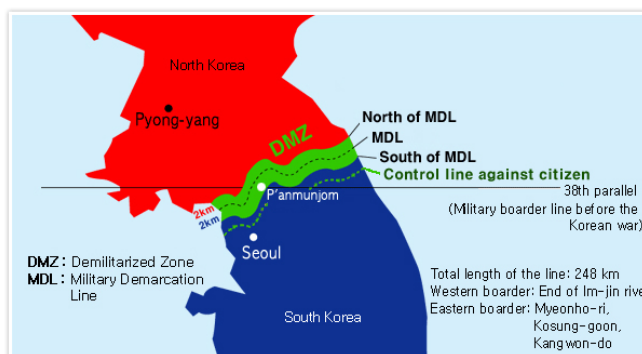 North Korea
Pyong-yang
DMZ
North of MDL
MDL
South of MDL
Control line against citizen
2km
2km
P'anmunjom
38th parallel
(Military boarder line before the
Korean war)
Seoul
DMZ : Demilitarized Zone
MDL : Military Demarcation
Line
South Korea
Total length of the line: 248 km
Western boarder: End of Im-jin rive
Eastern boarder: Myeonho-ri,
Kosung-goon,
Kangwon-do